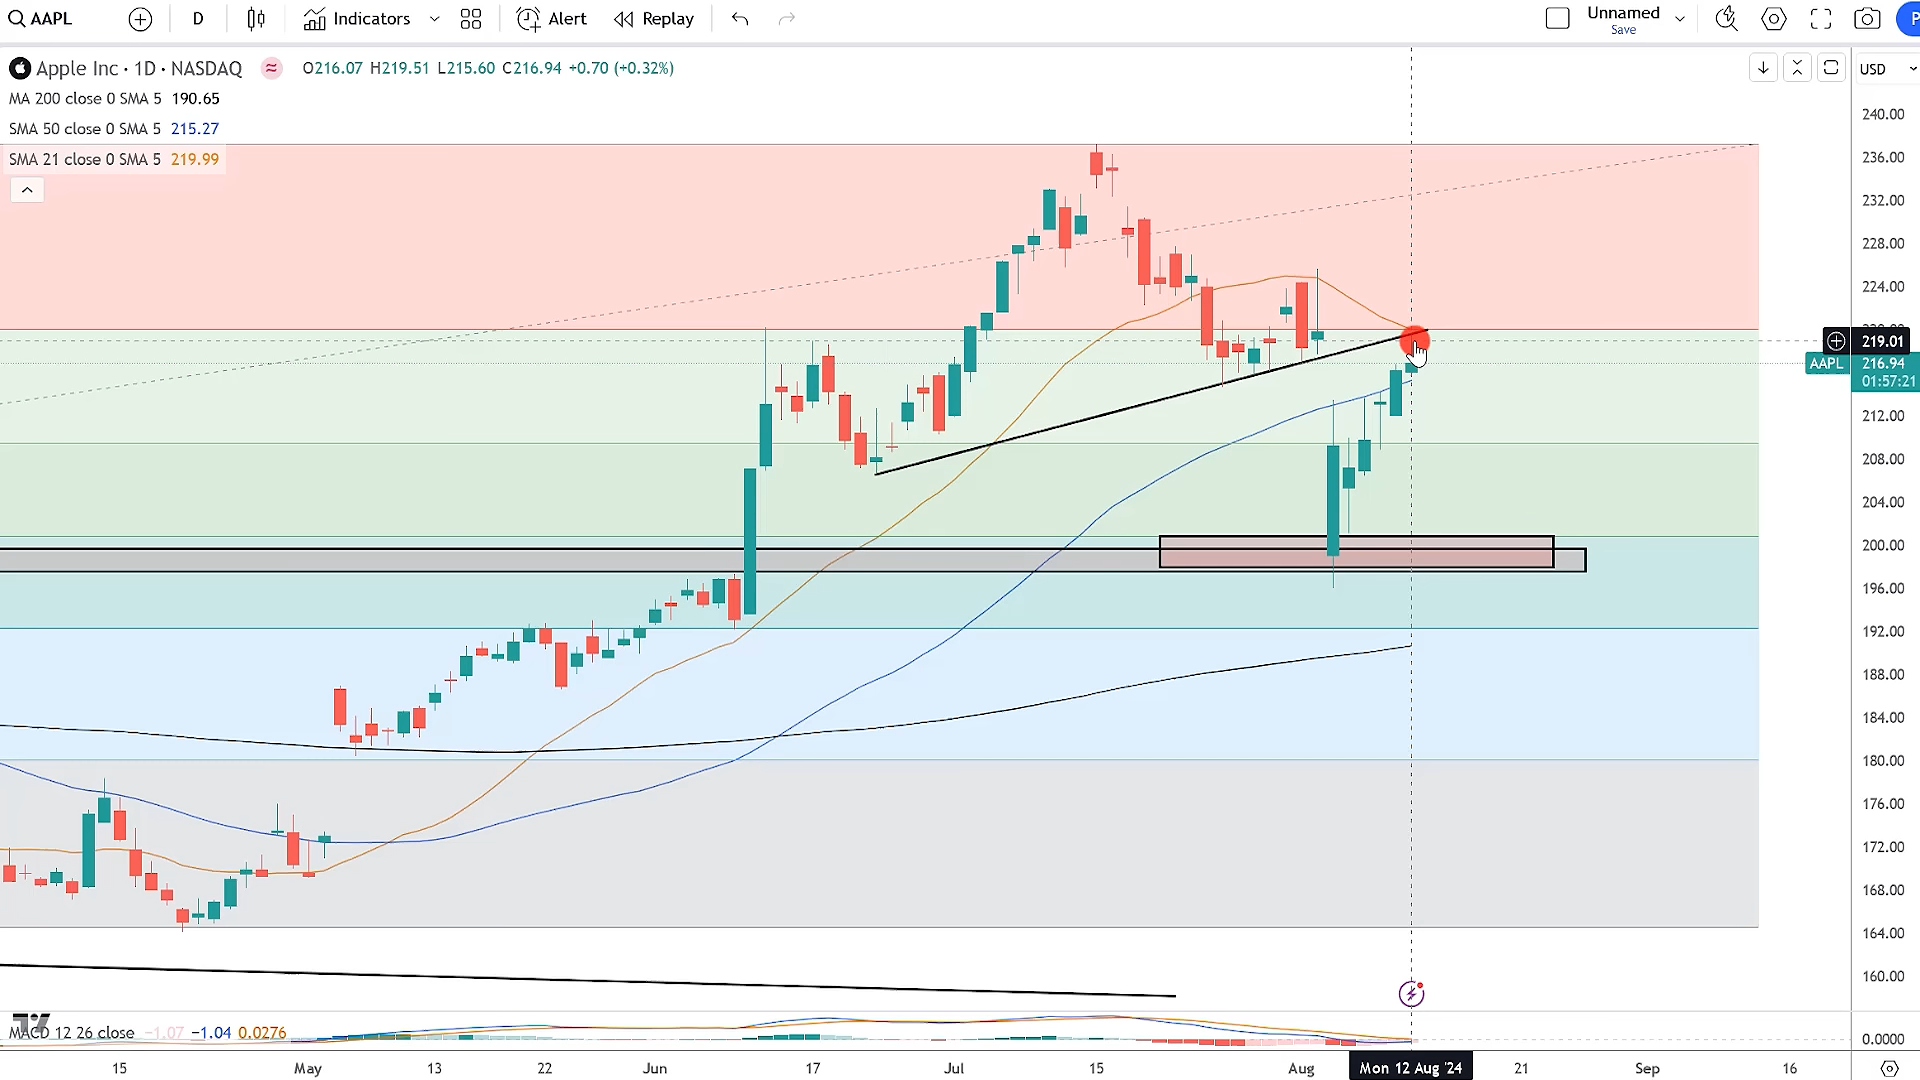 AAPL D Indicators Alert Replay Unnamed
Save
Apple Inc · 1D · NASDAQ ≈ O216.07 H219.51 L215.60 C216.94 +0.70 (+0.32%) USD
MA 200 close 0 SMA 5 190.65
SMA 50 close 0 SMA 5 215.27
SMA 21 close 0 SMA 5 219.99
240.00
236.00
232.00
228.00
224.00
219.01
AAPL 216.94
01:57:21
212.00
208.00
204.00
200.00
196.00
192.00
188.00
184.00
180.00
176.00
172.00
168.00
164.00
160.00
MACD 12 26 close −1.07 −1.04 0.0276 0.0000
15 May 13 22 Jun 17 Jul 15 Aug Mon 12 Aug '24 21 Sep 16